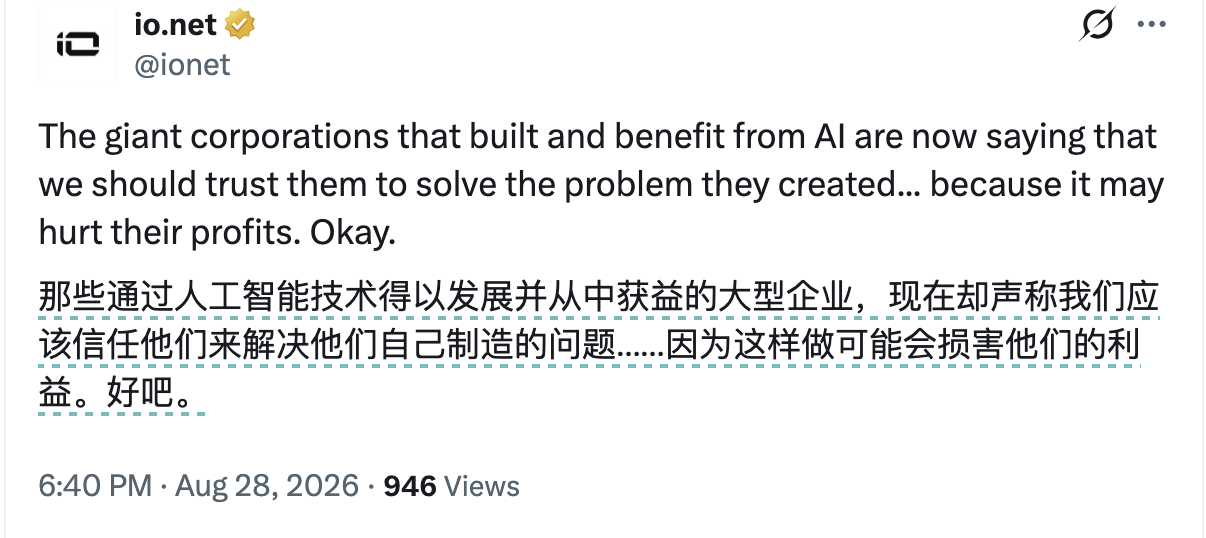 io.net
@ionet
The giant corporations that built and benefit from AI are now saying that
we should trust them to solve the problem they created... because it may
hurt their profits. Okay.
那些通过人工智能技术得以发展并从中获益的大型企业，现在却声称我们应
该信任他们来解决他们自己制造的问题......因为这样做可能会损害他们的利
益。好吧。
6:40 PM · Aug 28, 2026 · 946 Views